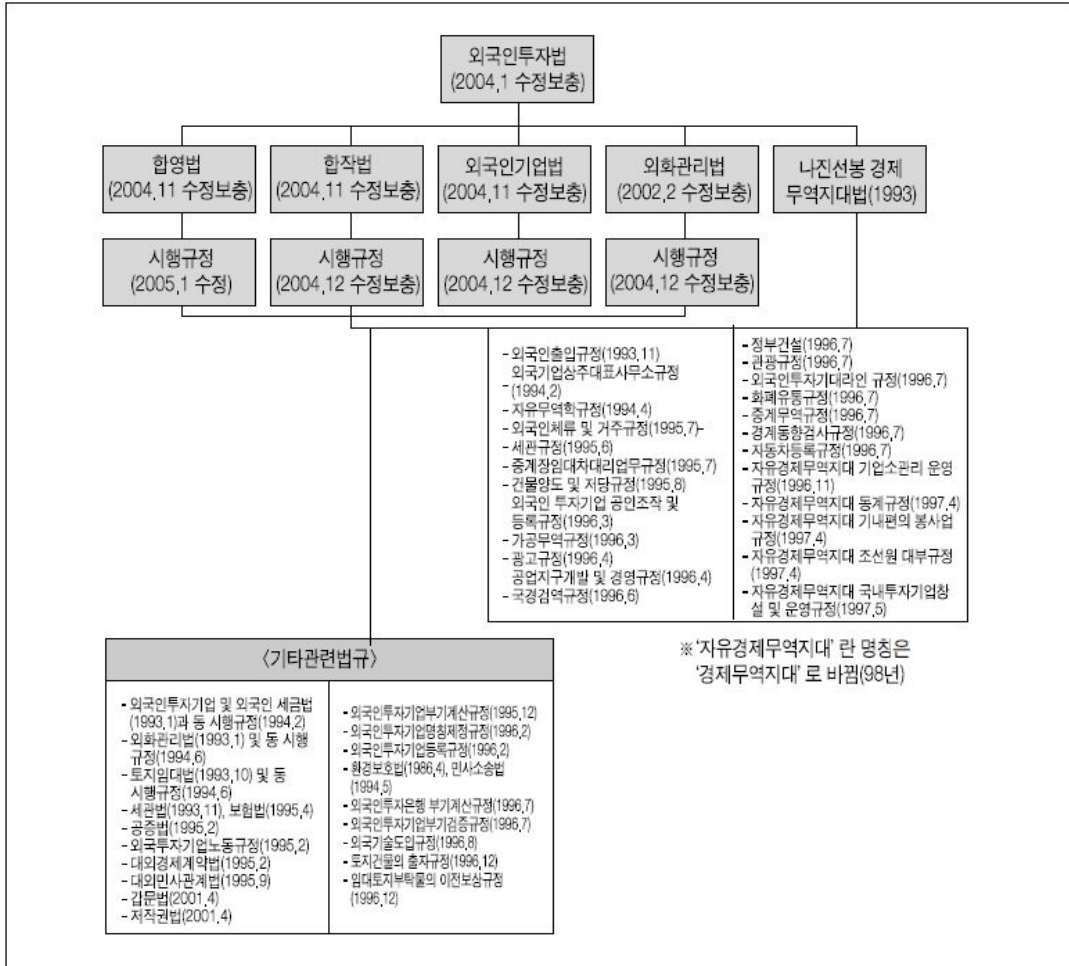 외국인투자법
(2004.1 수정보충)
합영법
(2004.11 수정보충)
합작법
(2004.11 수정보충)
외국인기업법
(2004.11 수정보충)
외화관리법
(2002.2 수정보충)
나진선봉 경제
무역지대법(1993)
시행규정
(2005.1 수정)
시행규정
(2004.12 수정보충)
시행규정
(2004.12 수정보충)
시행규정
(2004.12 수정보충)
- 외국인출입규정(1993.11)
외국기업상주대표사무소규정
- (1994.2)
- 자유무역학규정(1994.4)
- 외국인체류 및 거주규정(1995.7)-
- 세관규정(1995.6)
- 중계장임대차대리업무규정(1995.7)
- 건물양도 및 저당규정(1995.8)
외국인 투자기업 공인조작 및
등록규정(1996.3)
- 가공무역규정(1996.3)
- 광고규정(1996.4)
공업지구개발 및 경영규정(1996.4)
- 국경검역규정(1996.6)
- 정부건설(1996.7)
- 관광규정(1996.7)
- 외국인투자기대라인 규정(1996.7)
- 화폐유통규정(1996.7)
- 중계무역규정(1996.7)
- 경계동향검사규정(1996.7)
- 자동차등록규정(1996.7)
- 자유경제무역지대 기업소관리 운영
규정(1996.11)
- 자유경제무역지대 동계규정(1997.4)
- 자유경제무역지대 기내편의 봉사업
규정(1997.4)
- 자유경제무역지대 조선원 대부규정
(1997.4)
- 자유경제무역지대 국내투자기업창
설 및 운영규정(1997.5)
※'자유경제무역지대' 란 명칭은
'경제무역지대' 로 바뀜(98년)
〈기타관련법규〉
- 외국인투자기업 및 외국인 세금법
(1993.1)과 동 시행규정(1994.2)
- 외화관리법(1993.1) 및 동 시행
규정(1994.6)
- 토지임대법(1993.10) 및 동
시행규정(1994.6)
- 세관법(1993.11), 보험법(1995.4)
- 공증법(1995.2)
- 외국투자기업노동규정(1995.2)
- 대외경제계약법(1995.2)
- 대외민사관계법(1995.9)
- 갑문법(2001.4)
- 저작권법(2001.4)
- 외국인투자기업부기계산규정(1995.12)
- 외국인투자기업명칭제정규정(1996.2)
- 외국인투자기업등록규정(1996.2)
- 환경보호법(1986.4), 민사소송법
(1994.5)
- 외국인투자은행 부기계산규정(1996.7)
- 외국인투자기업부기검증규정(1996.7)
- 외국기술도입규정(1996.8)
- 토지건물의 출자규정(1996.12)
- 임대토지부탁물의 이전보상규정
(1996.12)